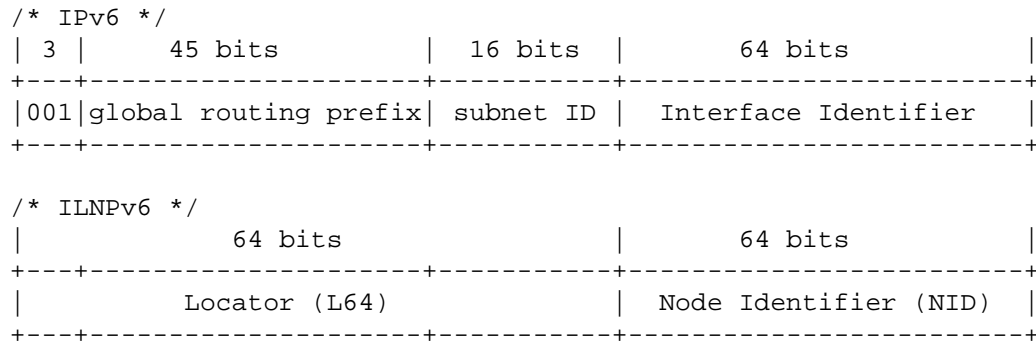 /* IPv6 */
| 3 |     45 bits         |  16 bits  |       64 bits           |
+---+---------------------+-----------+-------------------------+
|001|global routing prefix| subnet ID |  Interface Identifier   |
+---+---------------------+-----------+-------------------------+
/* ILNPv6 */
|             64 bits                 |       64 bits           |
+---+---------------------+-----------+-------------------------+
|          Locator (L64)              |  Node Identifier (NID)  |
+---+---------------------+-----------+-------------------------+